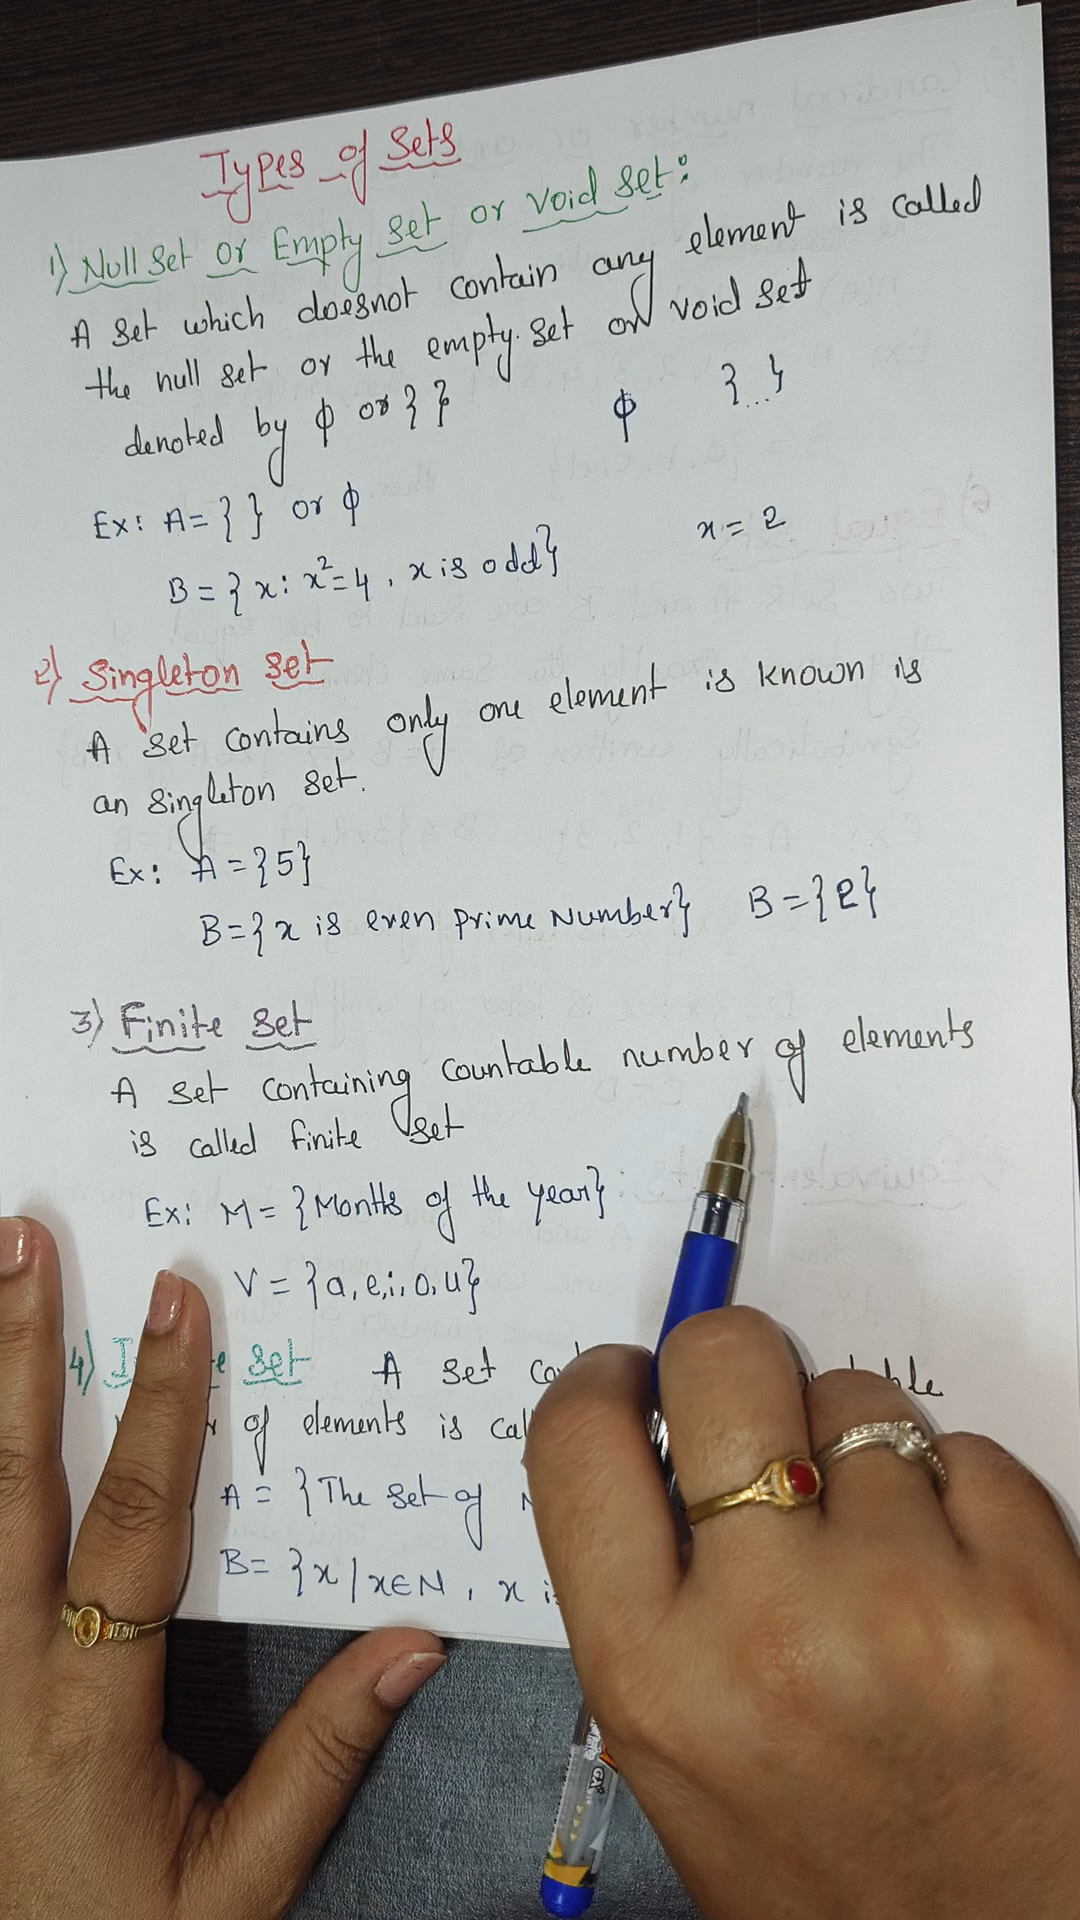 Types of Sets
1) Null Set or Empty Set or Void Set:
A Set which doesnot contain any element is called
the null set or the empty set or void set
denoted by ϕ or { }
ϕ { ... }
Ex: A = { } or ϕ
B = { x : x² = 4 , x is odd }
x = 2
2) Singleton Set
A Set contains only one element is known is
an Singleton Set.
Ex: A = {5}
B = { x is even Prime Number } B = {2}
3) Finite Set
A Set containing countable number of elements
is called finite set
Ex: M = {Months of the year}
V = {a, e, i, o, u}
4) Set A Set
of elements is
A = { The Set of
B = { x / x∈N , x